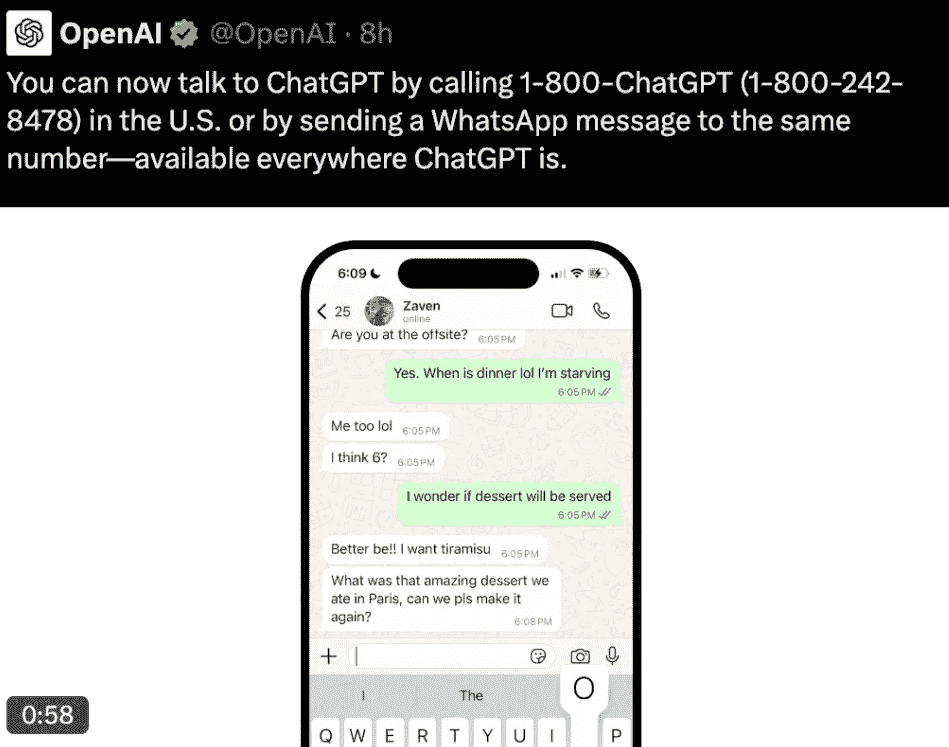 OpenAI @OpenAI · 8h
You can now talk to ChatGPT by calling 1-800-ChatGPT (1-800-242-
8478) in the U.S. or by sending a WhatsApp message to the same
number—available everywhere ChatGPT is.
6:09
25 Zaven
online
Are you at the offsite? 6:05 PM
Yes. When is dinner lol I'm starving
6:05 PM
Me too lol 6:05 PM
I think 6? 6:05 PM
I wonder if dessert will be served
6:05 PM
Better be!! I want tiramisu 6:05 PM
What was that amazing dessert we
ate in Paris, can we pls make it
again?
6:08 PM
I The O
0:58
Q W E R T Y U I P